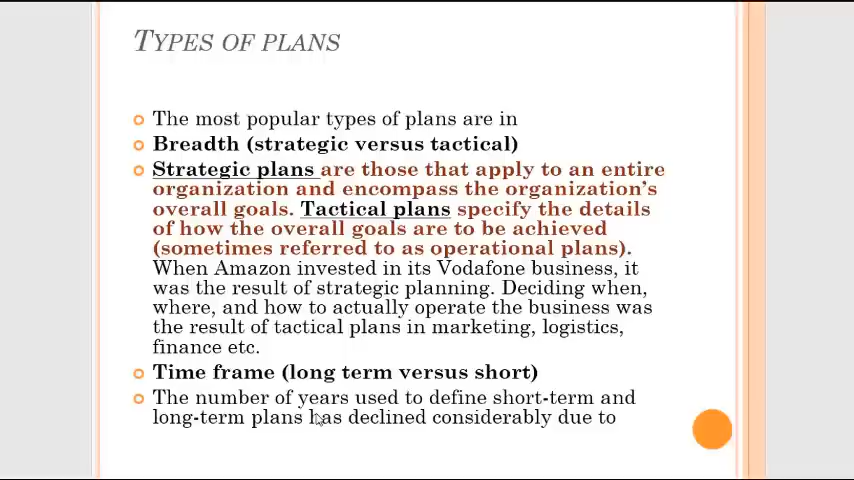 TYPES OF PLANS
The most popular types of plans are in
Breadth (strategic versus tactical)
Strategic plans are those that apply to an entire
organization and encompass the organization's
overall goals. Tactical plans specify the details
of how the overall goals are to be achieved
(sometimes referred to as operational plans).
When Amazon invested in its Vodafone business, it
was the result of strategic planning. Deciding when,
where, and how to actually operate the business was
the result of tactical plans in marketing, logistics,
finance etc.
Time frame (long term versus short)
The number of years used to define short-term and
long-term plans has declined considerably due to